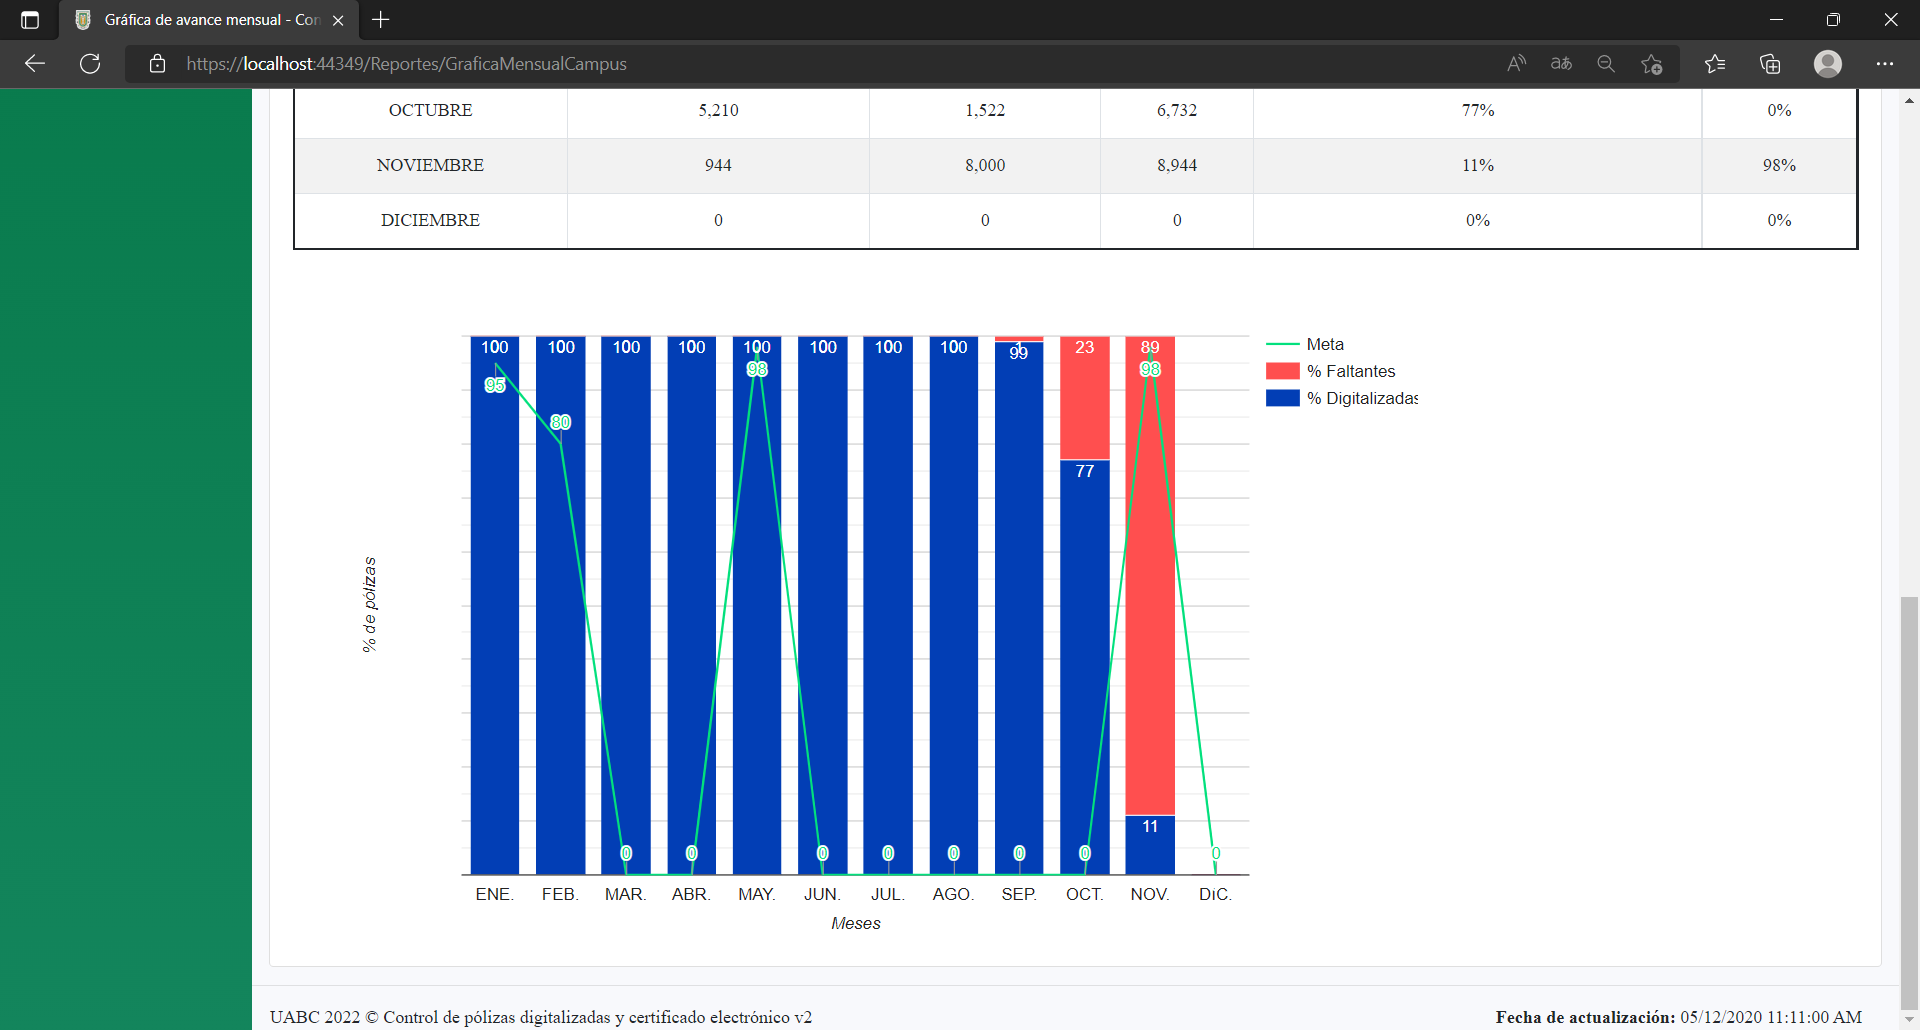 Gráfica de avance mensual - Con
https://localhost:44349/Reportes/GraficaMensualCampus
OCTUBRE 5,210 1,522 6,732 77% 0%
NOVIEMBRE 944 8,000 8,944 11% 98%
DICIEMBRE 0 0 0 0% 0%
100 100 100 100 100 100 100 100 1 23 89
99
95 80 98 98
77
11
0 0 0 0 0 0 0 0
Meta
% Faltantes
% Digitalizadas
% de pólizas
ENE. FEB. MAR. ABR. MAY. JUN. JUL. AGO. SEP. OCT. NOV. DIC.
Meses
UABC 2022 © Control de pólizas digitalizadas y certificado electrónico v2
Fecha de actualización: 05/12/2020 11:11:00 AM